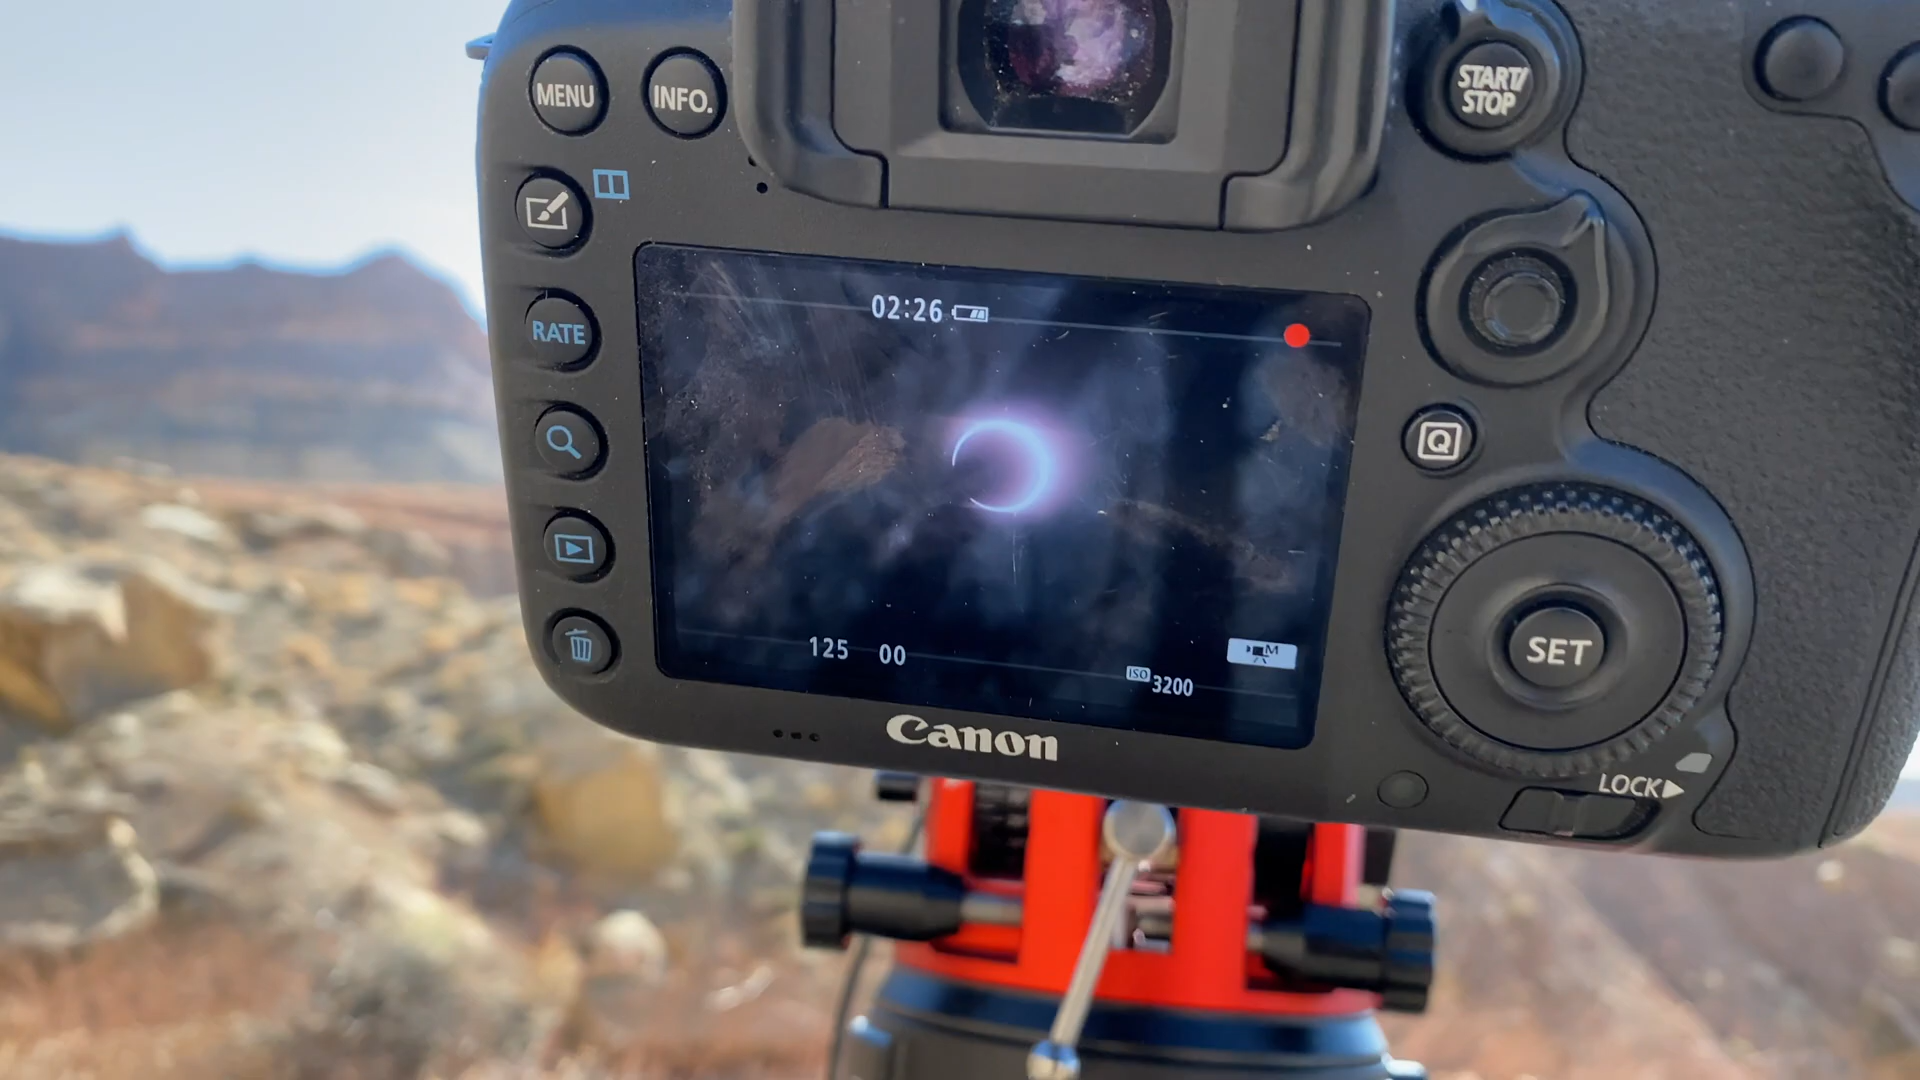 MENU
INFO.
START/
STOP
RATE
02:26
Q
125 00
ISO 3200
M
SET
Canon
LOCK